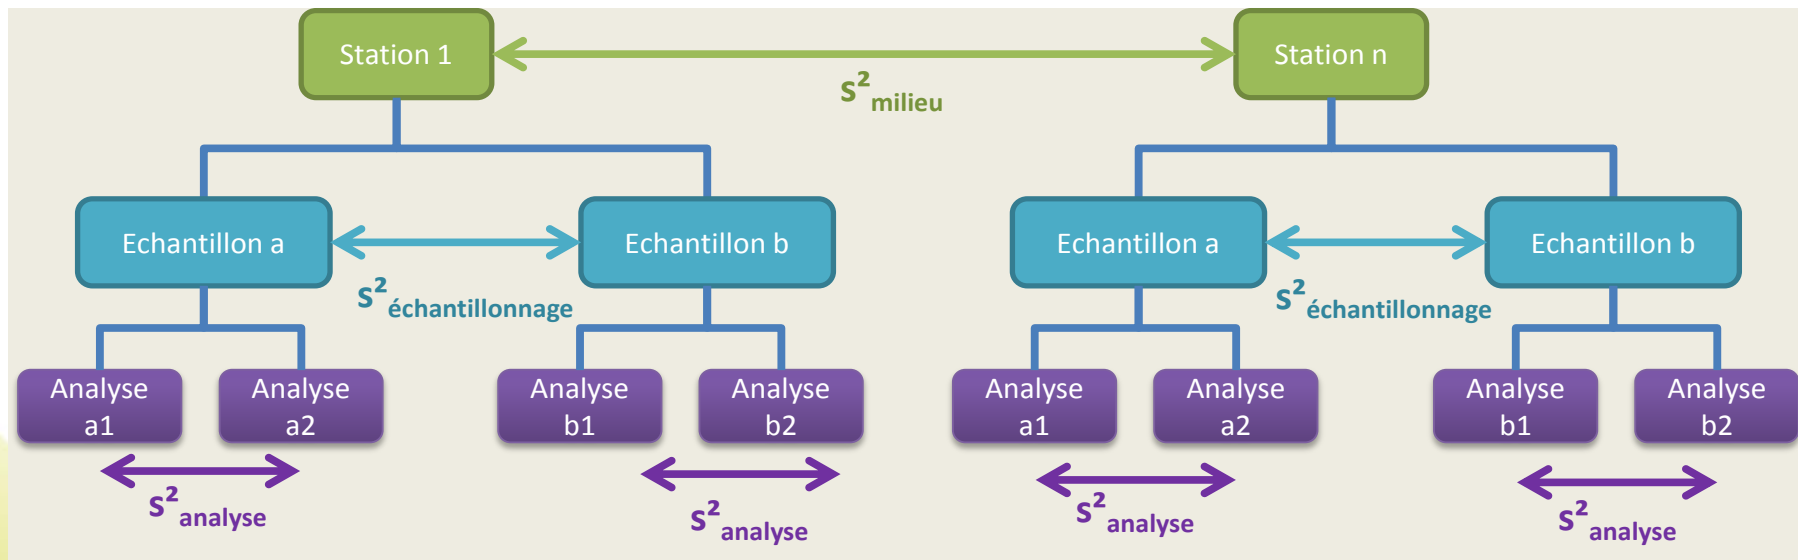 Station 1
Station n
s²milieu
Echantillon a
Echantillon b
Echantillon a
Echantillon b
s²échantillonnage
s²échantillonnage
Analyse
a1
Analyse
a2
Analyse
b1
Analyse
b2
Analyse
a1
Analyse
a2
Analyse
b1
Analyse
b2
s²analyse
s²analyse
s²analyse
s²analyse